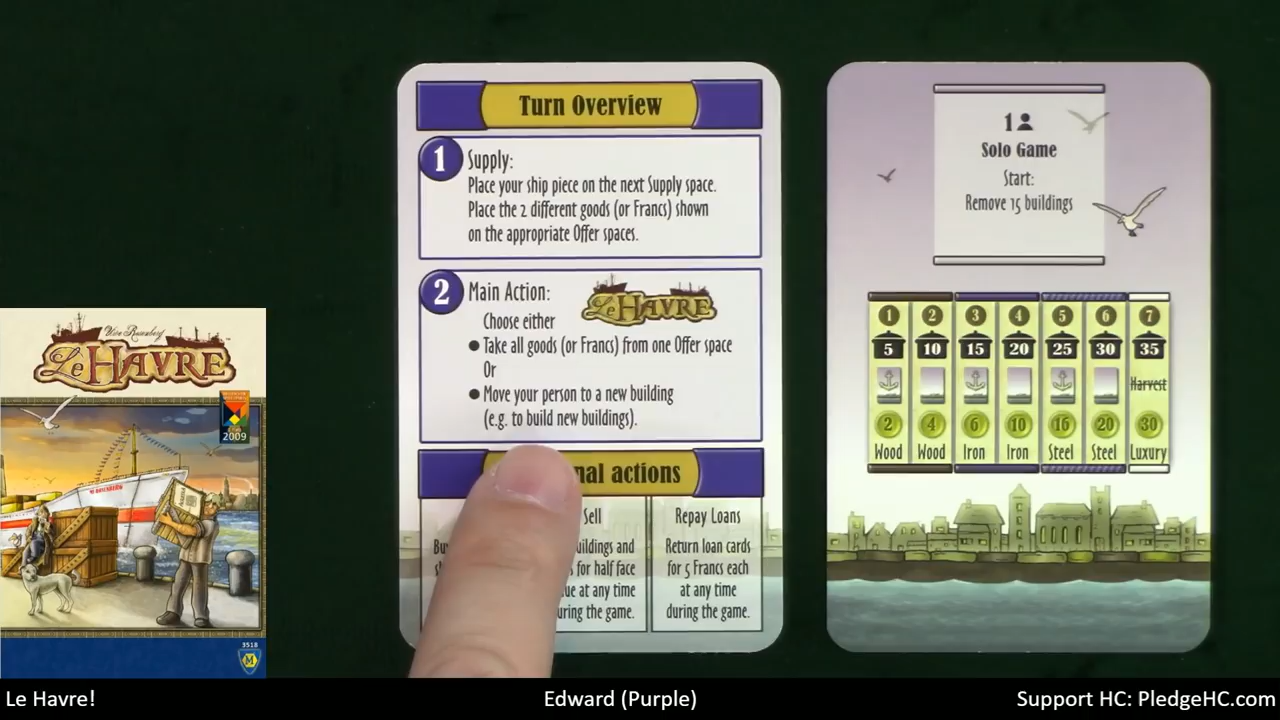 Turn Overview
1
Supply:
Place your ship piece on the next Supply space.
Place the 2 different goods (or Francs) shown
on the appropriate Offer spaces.
2
Main Action:
LE HAVRE
Choose either
● Take all goods (or Francs) from one Offer space
Or
● Move your person to a new building
(e.g. to build new buildings).
nal actions
Sell
uildings and
for half face
ue at any time
uring the game.
Repay Loans
Return loan cards
for 5 Francs each
at any time
during the game.
1
Solo Game
Start:
Remove 15 buildings
1 2 3 4 5 6 7
5 10 15 20 25 30 35
Harvest
2 4 6 10 16 20 30
Wood Wood Iron Iron Steel Steel Luxury
Uwe Rosenberg
LE HAVRE
2009
3518
M
Le Havre!
Edward (Purple)
Support HC: PledgeHC.com